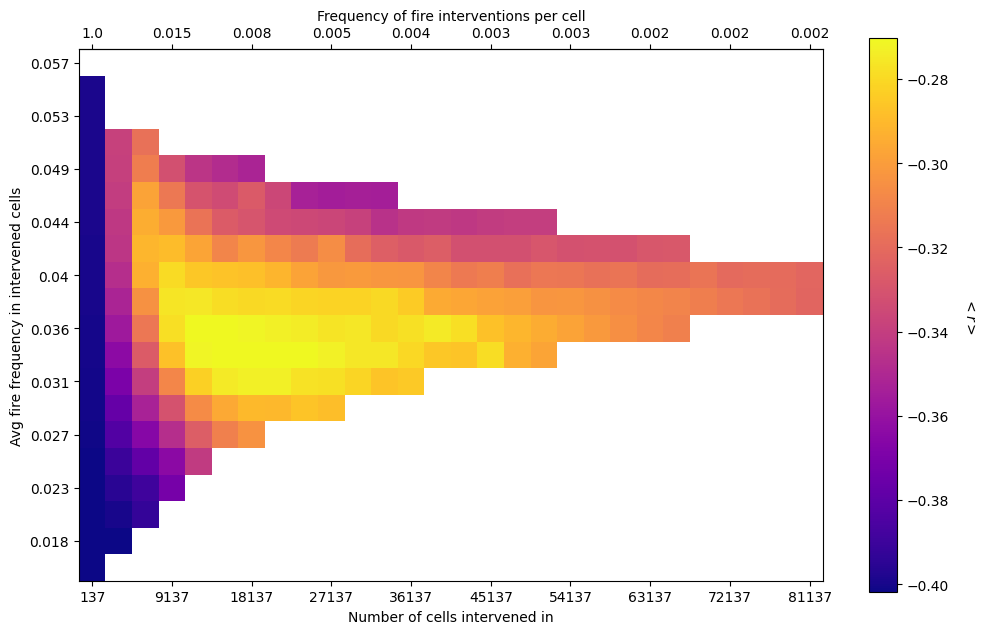 Frequency of fire interventions per cell
1.0 0.015 0.008 0.005 0.004 0.003 0.003 0.002 0.002 0.002
0.057
0.053
0.049
0.044
0.04
0.036
0.031
0.027
0.023
0.018
Avg fire frequency in intervened cells
137 9137 18137 27137 36137 45137 54137 63137 72137 81137
Number of cells intervened in
−0.28
−0.30
−0.32
−0.34
−0.36
−0.38
−0.40
< r >